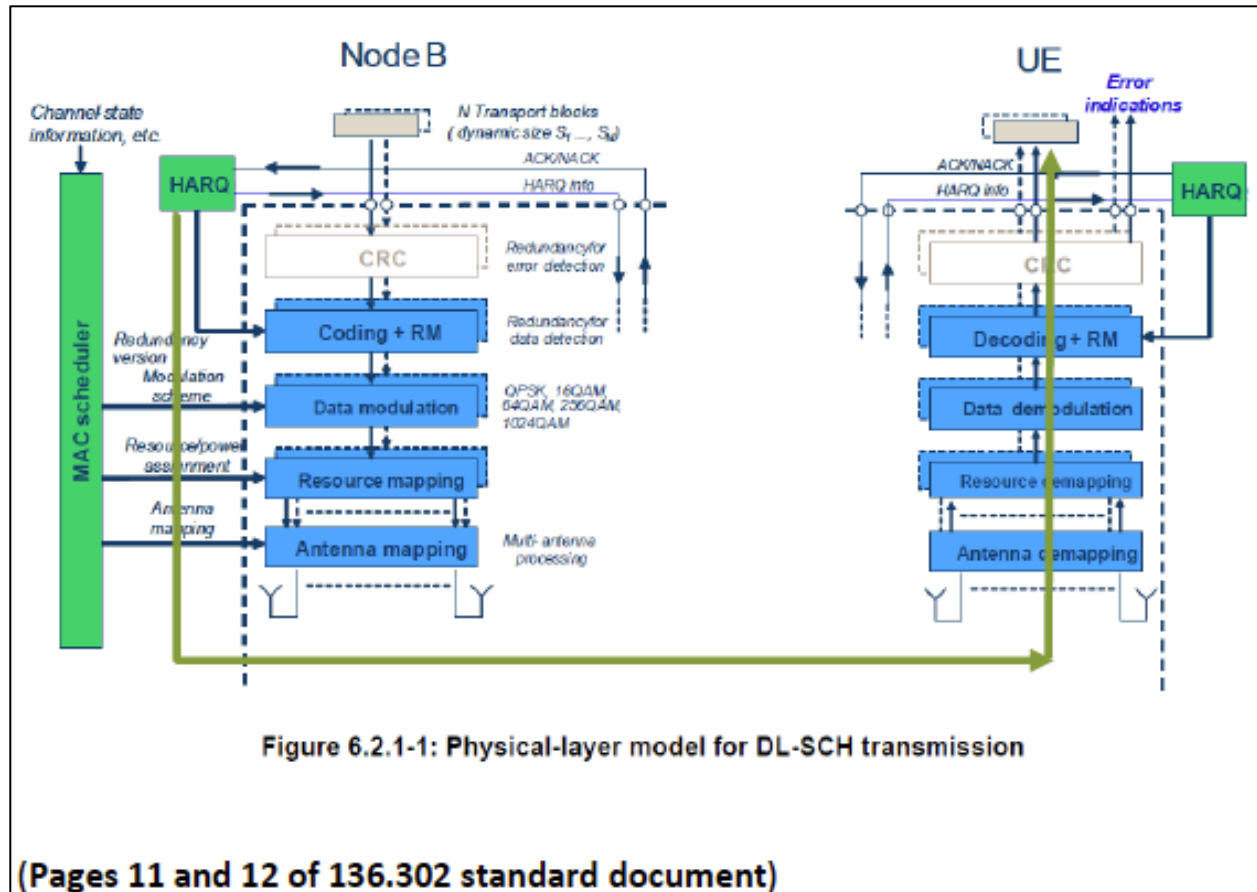 Node B
UE
Channel-state
information, etc.
N Transport blocks
( dynamic size S1 ..., SN)
Error
indications
HARQ
ACK/NACK
HARQ info
ACK/NACK
HARQ info
HARQ
CRC
Redundancy for
error detection
CRC
Coding + RM
Redundancy for
data detection
Decoding + RM
MAC scheduler
Redundancy
version
Modulation
scheme
Data modulation
QPSK, 16QAM,
64QAM, 256QAM,
1024QAM
Data demodulation
Resource/power
assignment
Resource mapping
Resource demapping
Antenna
mapping
Antenna mapping
Multi- antenna
processing
Antenna demapping
Figure 6.2.1-1: Physical-layer model for DL-SCH transmission
(Pages 11 and 12 of 136.302 standard document)